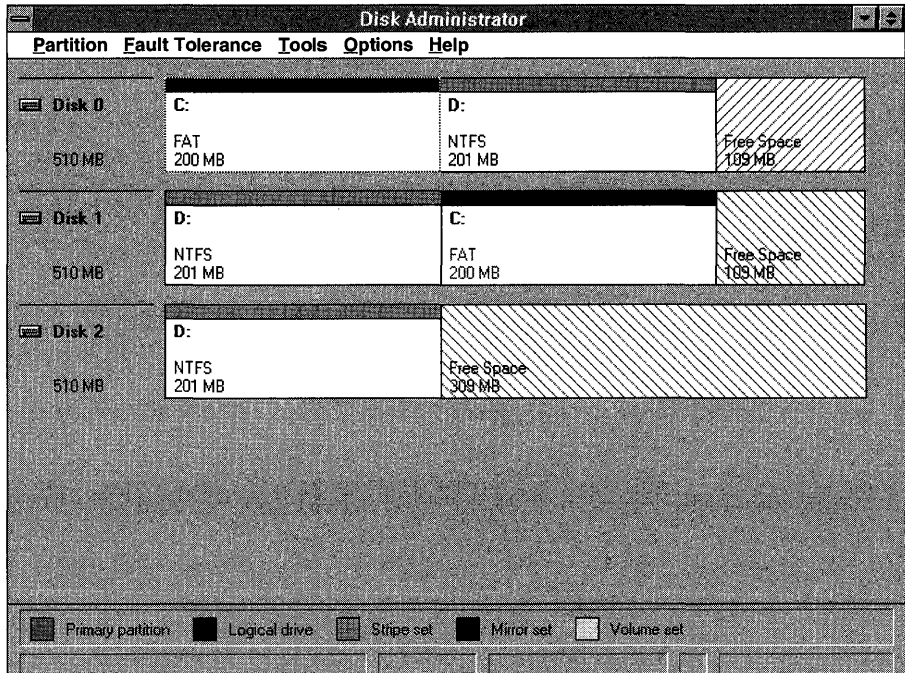 Disk Administrator
Partition Fault Tolerance Tools Options Help
Disk 0
510 MB
C:
FAT
200 MB
D:
NTFS
201 MB
Free Space
109 MB
Disk 1
510 MB
D:
NTFS
201 MB
C:
FAT
200 MB
Free Space
109 MB
Disk 2
510 MB
D:
NTFS
201 MB
Free Space
309 MB
Primary partition Logical drive Stripe set Mirror set Volume set